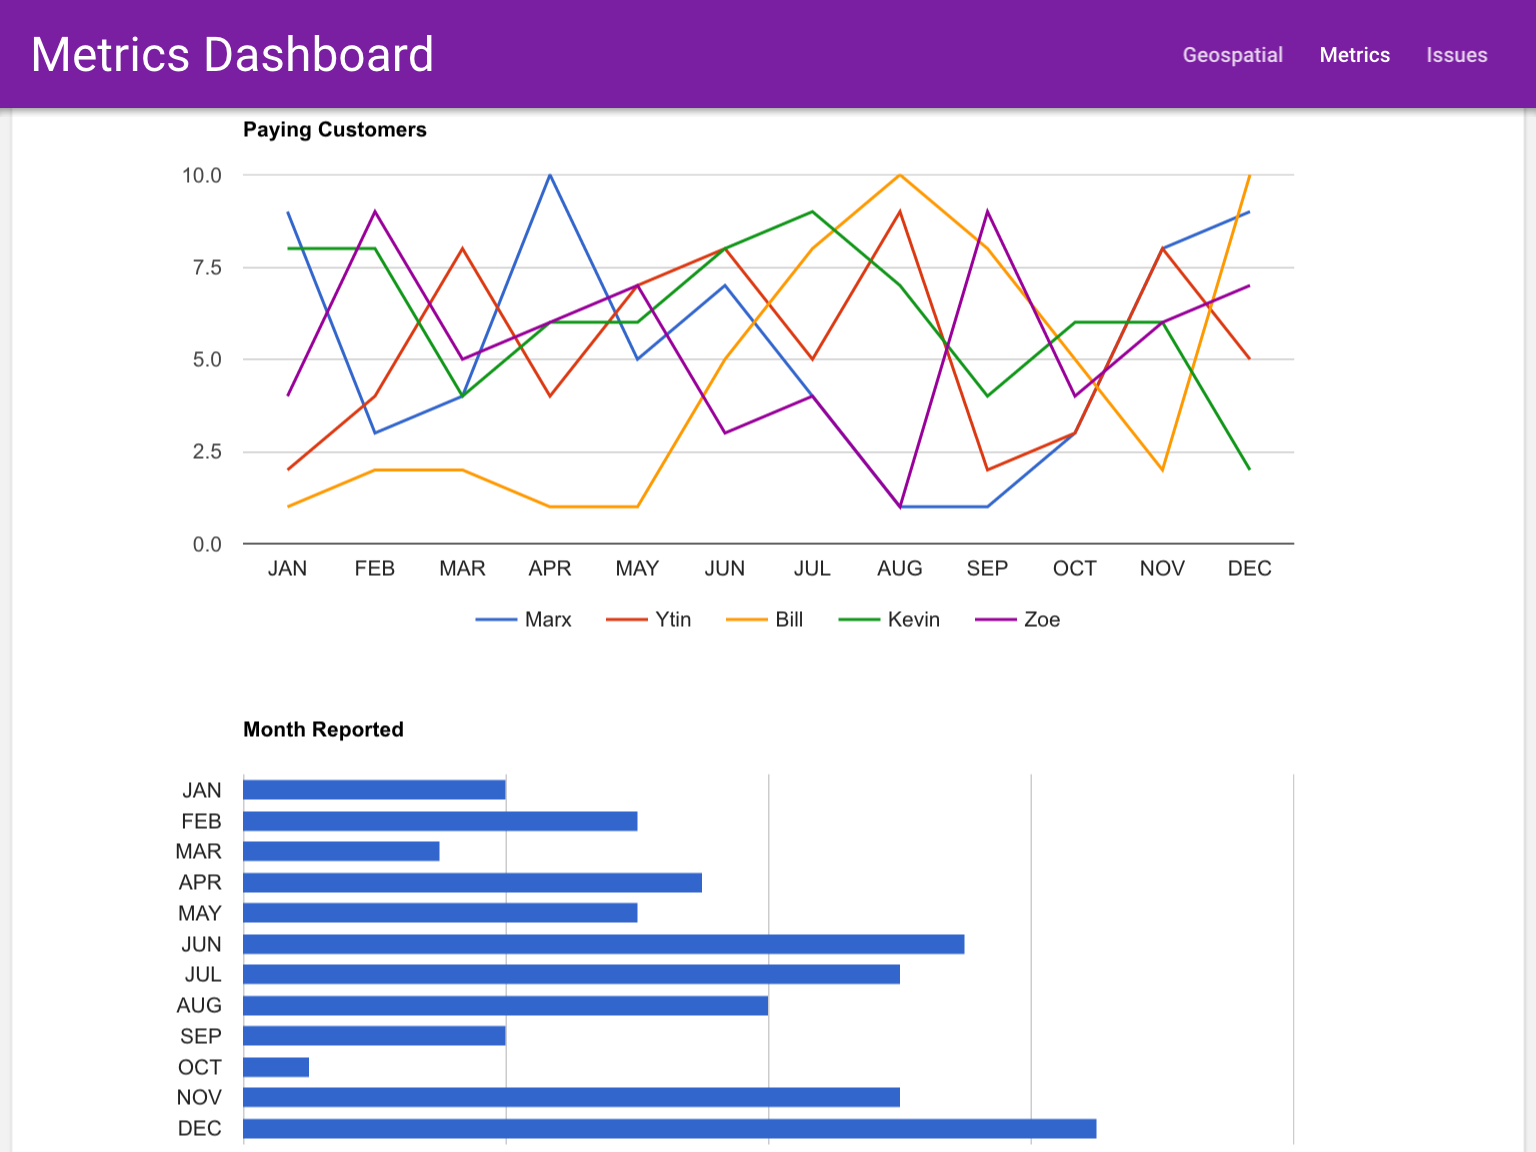 Metrics Dashboard
Geospatial Metrics Issues
Paying Customers
10.0
7.5
5.0
2.5
0.0
JAN FEB MAR APR MAY JUN JUL AUG SEP OCT NOV DEC
Marx Ytin Bill Kevin Zoe
Month Reported
JAN
FEB
MAR
APR
MAY
JUN
JUL
AUG
SEP
OCT
NOV
DEC